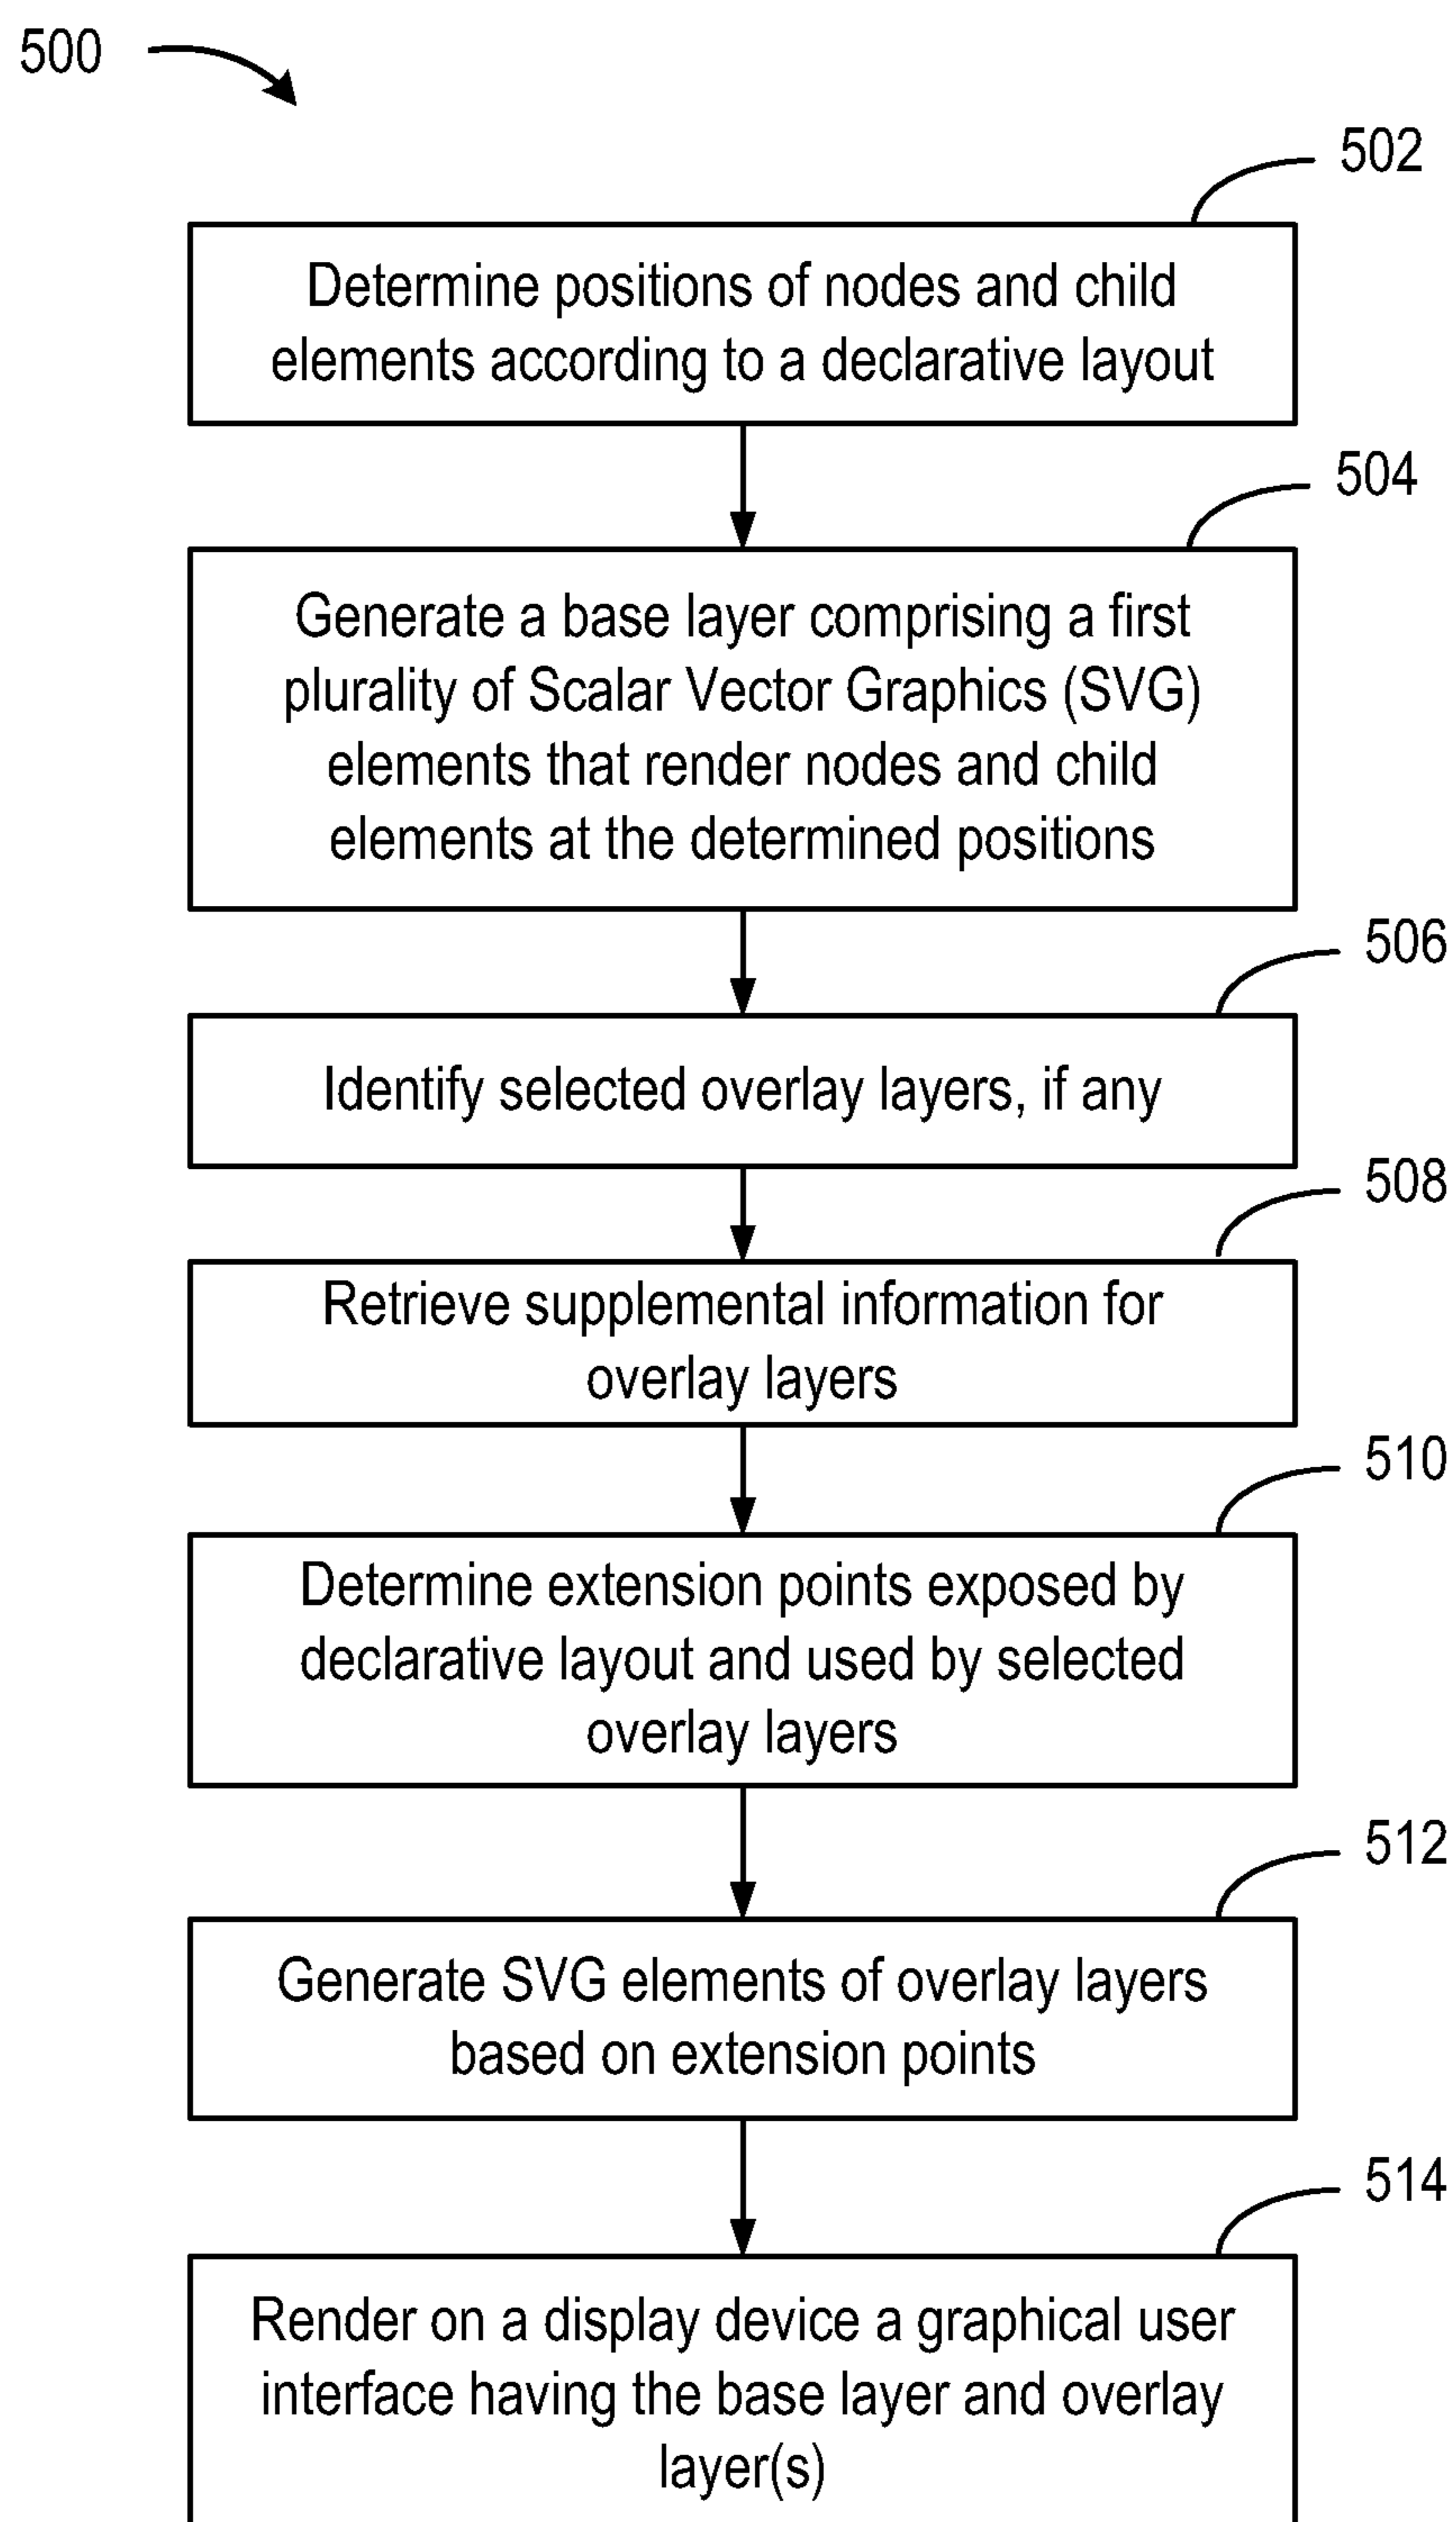 500
502
Determine positions of nodes and child
elements according to a declarative layout
504
Generate a base layer comprising a first
plurality of Scalar Vector Graphics (SVG)
elements that render nodes and child
elements at the determined positions
506
Identify selected overlay layers, if any
508
Retrieve supplemental information for
overlay layers
510
Determine extension points exposed by
declarative layout and used by selected
overlay layers
512
Generate SVG elements of overlay layers
based on extension points
514
Render on a display device a graphical user
interface having the base layer and overlay
layer(s)